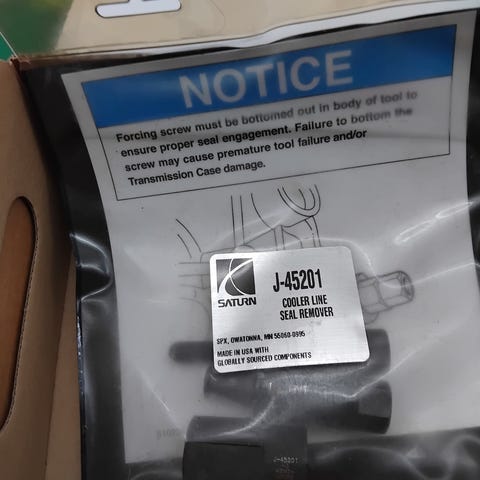 NOTICE
Forcing screw must be bottomed out in body of tool to
ensure proper seal engagement. Failure to bottom the
screw may cause premature tool failure and/or
Transmission Case damage.
SATURN
J-45201
COOLER LINE
SEAL REMOVER
SPX, OWATONNA, MN 55060-0995
MADE IN USA WITH
GLOBALLY SOURCED COMPONENTS
J-45201